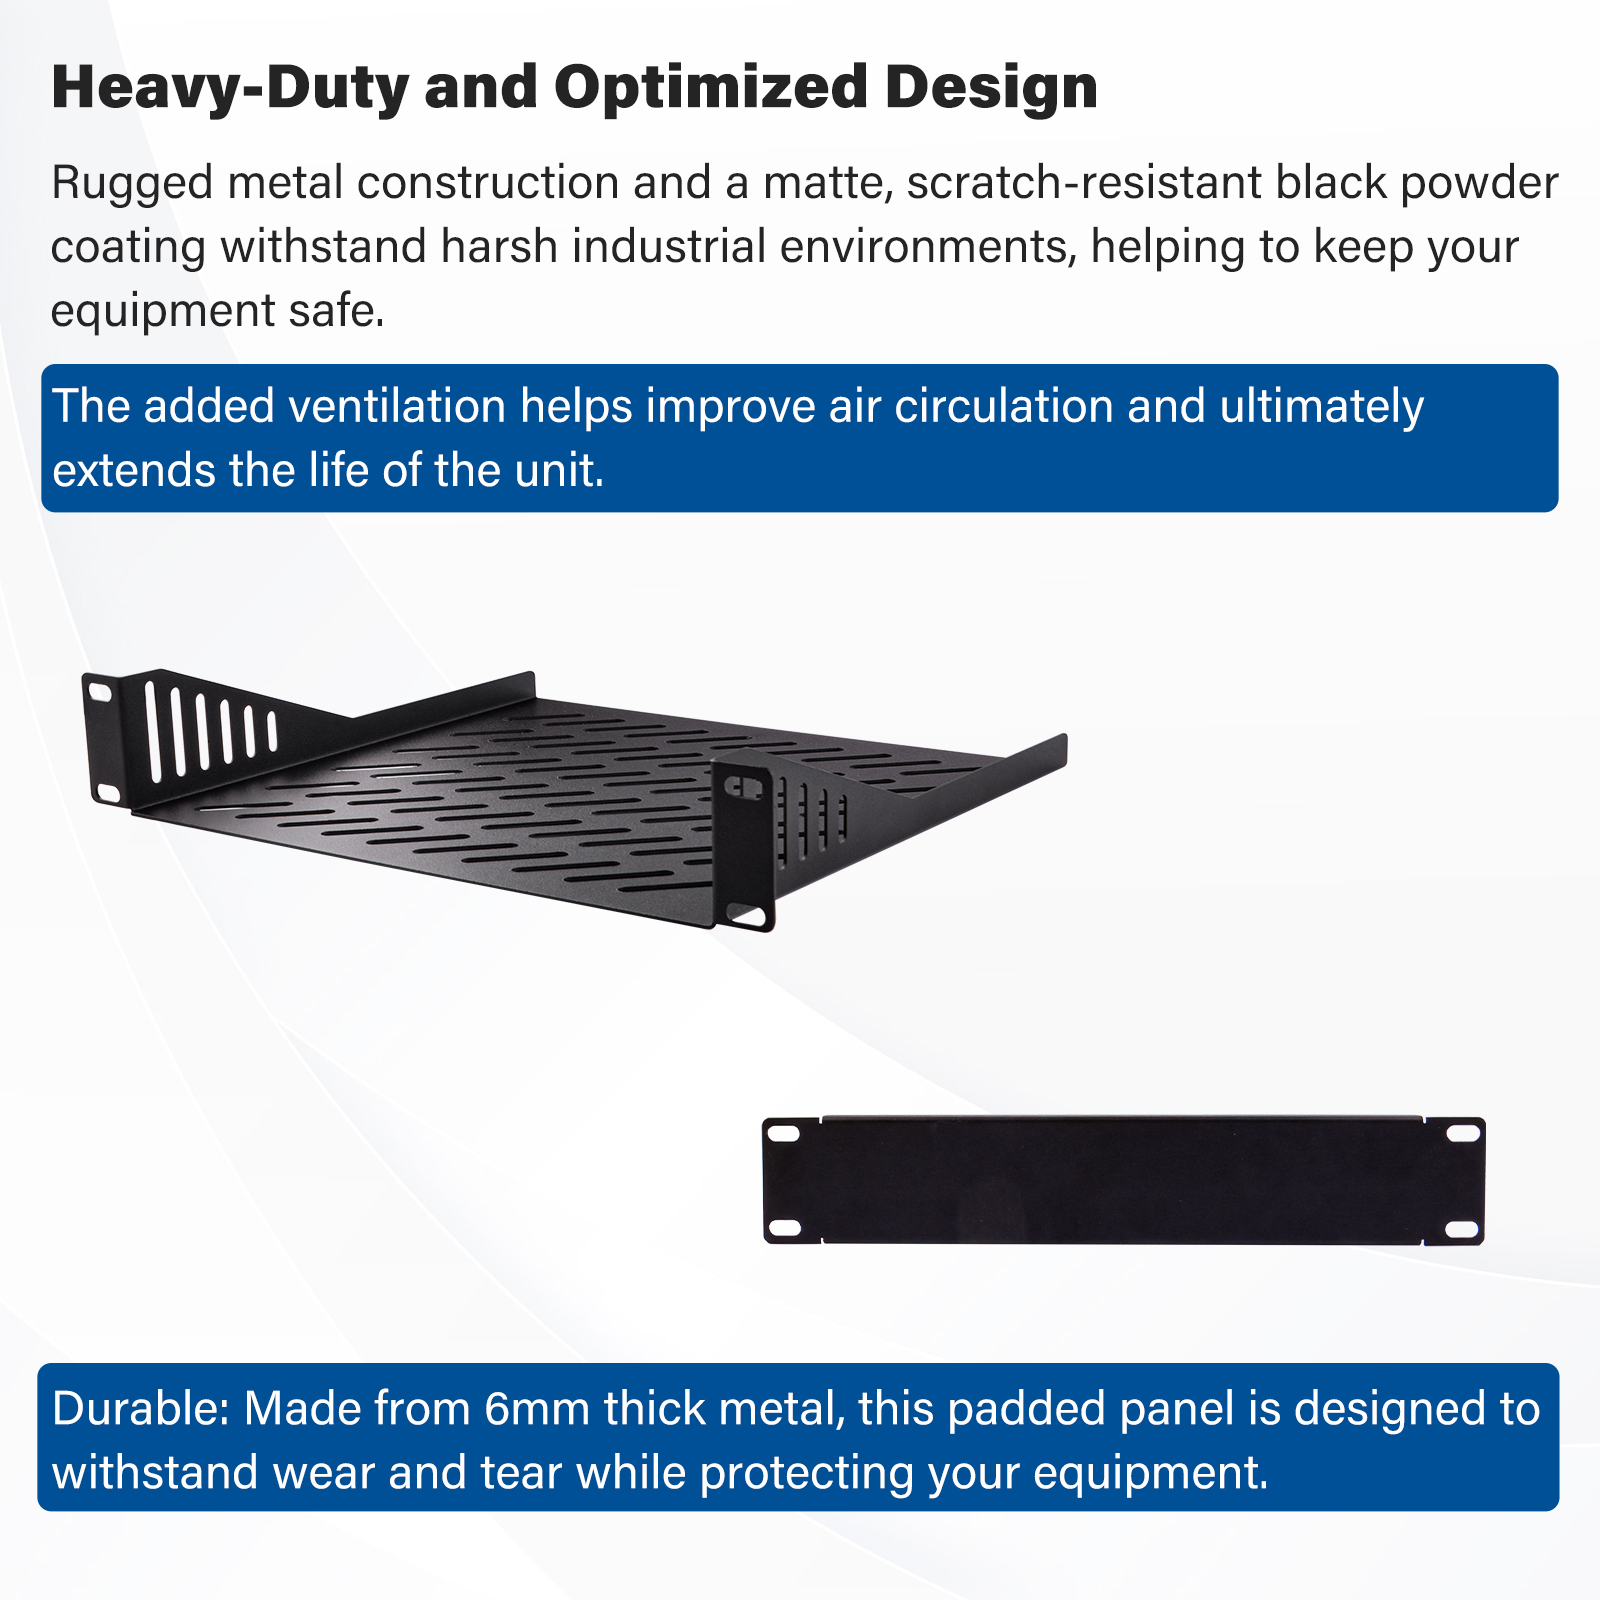 Heavy-Duty and Optimized Design
Rugged metal construction and a matte, scratch-resistant black powder
coating withstand harsh industrial environments, helping to keep your
equipment safe.
The added ventilation helps improve air circulation and ultimately
extends the life of the unit.
Durable: Made from 6mm thick metal, this padded panel is designed to
withstand wear and tear while protecting your equipment.